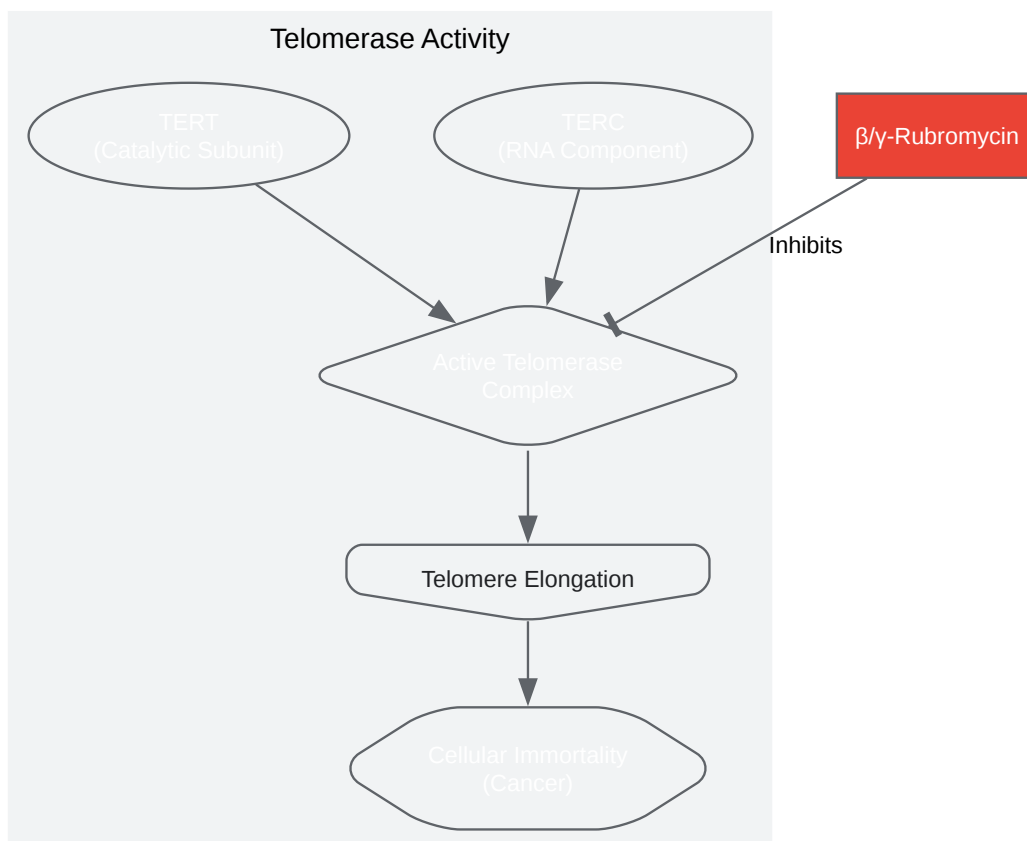 Telomerase Activity
TERT
(Catalytic Subunit)
TERC
(RNA Component)
β/γ-Rubromycin
Inhibits
Active Telomerase
Complex
Telomere Elongation
Cellular Immortality
(Cancer)